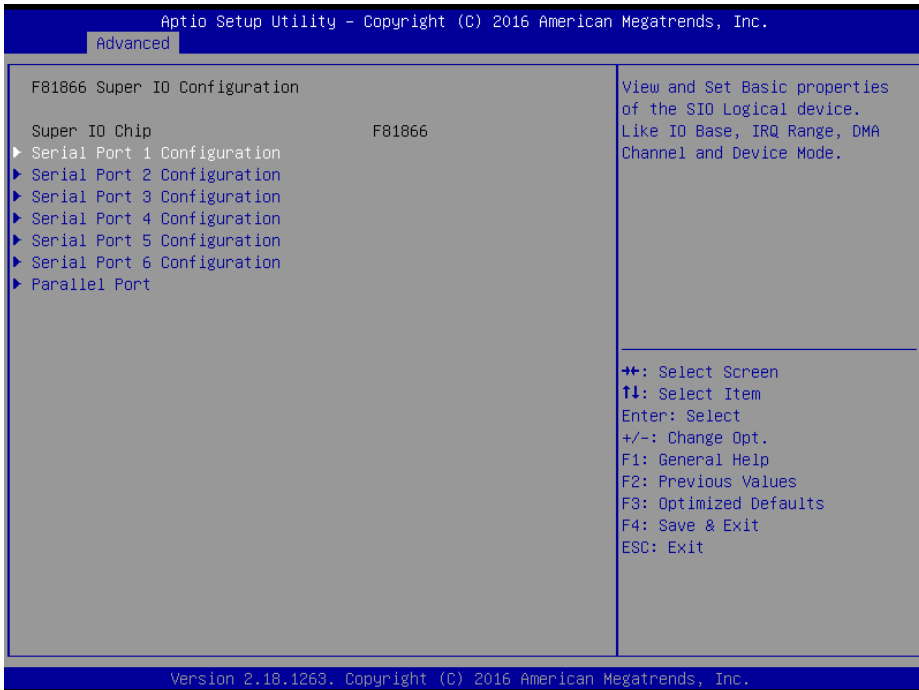 Aptio Setup Utility – Copyright (C) 2016 American Megatrends, Inc.
Advanced
F81866 Super IO Configuration
Super IO Chip F81866
Serial Port 1 Configuration
Serial Port 2 Configuration
Serial Port 3 Configuration
Serial Port 4 Configuration
Serial Port 5 Configuration
Serial Port 6 Configuration
Parallel Port
View and Set Basic properties
of the SIO Logical device.
Like IO Base, IRQ Range, DMA
Channel and Device Mode.
→←: Select Screen
↑↓: Select Item
Enter: Select
+/-: Change Opt.
F1: General Help
F2: Previous Values
F3: Optimized Defaults
F4: Save & Exit
ESC: Exit
Version 2.18.1263. Copyright (C) 2016 American Megatrends, Inc.